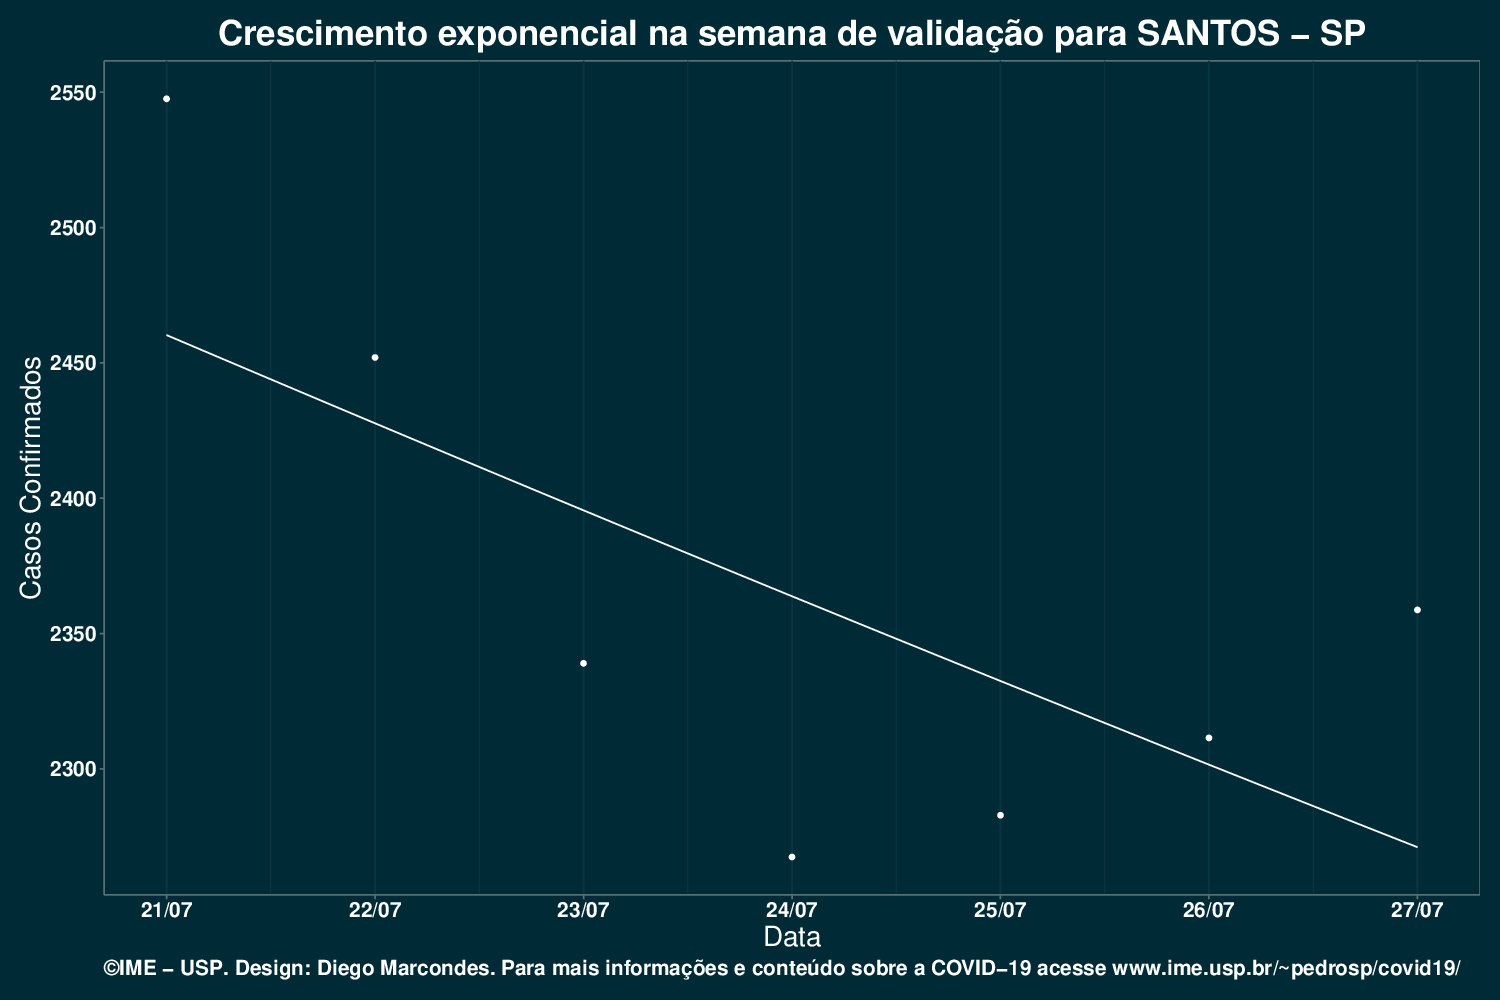 Crescimento exponencial na semana de validação para SANTOS – SP
Casos Confirmados
2550
2500
2450
2400
2350
2300
21/07 22/07 23/07 24/07 25/07 26/07 27/07
Data
©IME – USP. Design: Diego Marcondes. Para mais informações e conteúdo sobre a COVID–19 acesse www.ime.usp.br/~pedrosp/covid19/